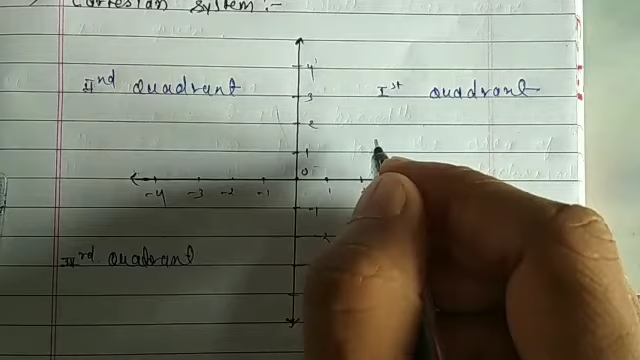 Cartesian system :-
4
IInd Quadrant Ist Quadrant
3
2
1
0
-4 -3 -2 -1 1
-1
-2
IIIrd Quadrant